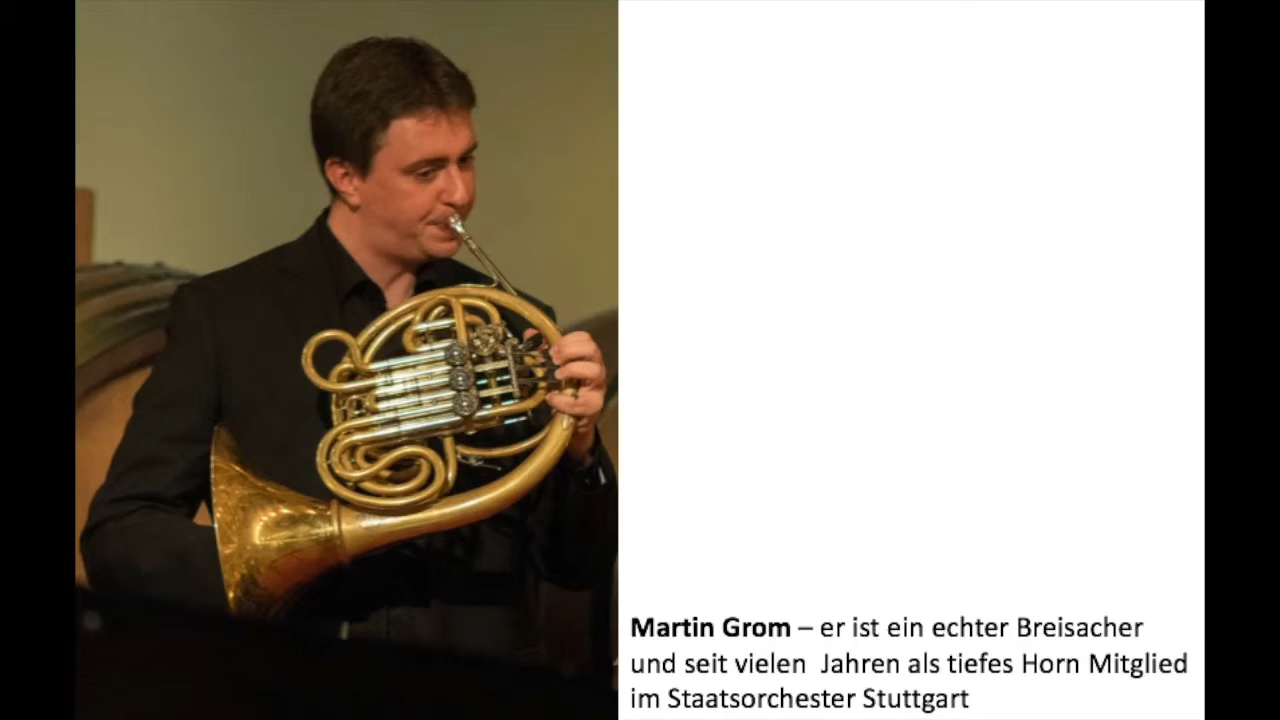 Martin Grom – er ist ein echter Breisacher
und seit vielen Jahren als tiefes Horn Mitglied
im Staatsorchester Stuttgart